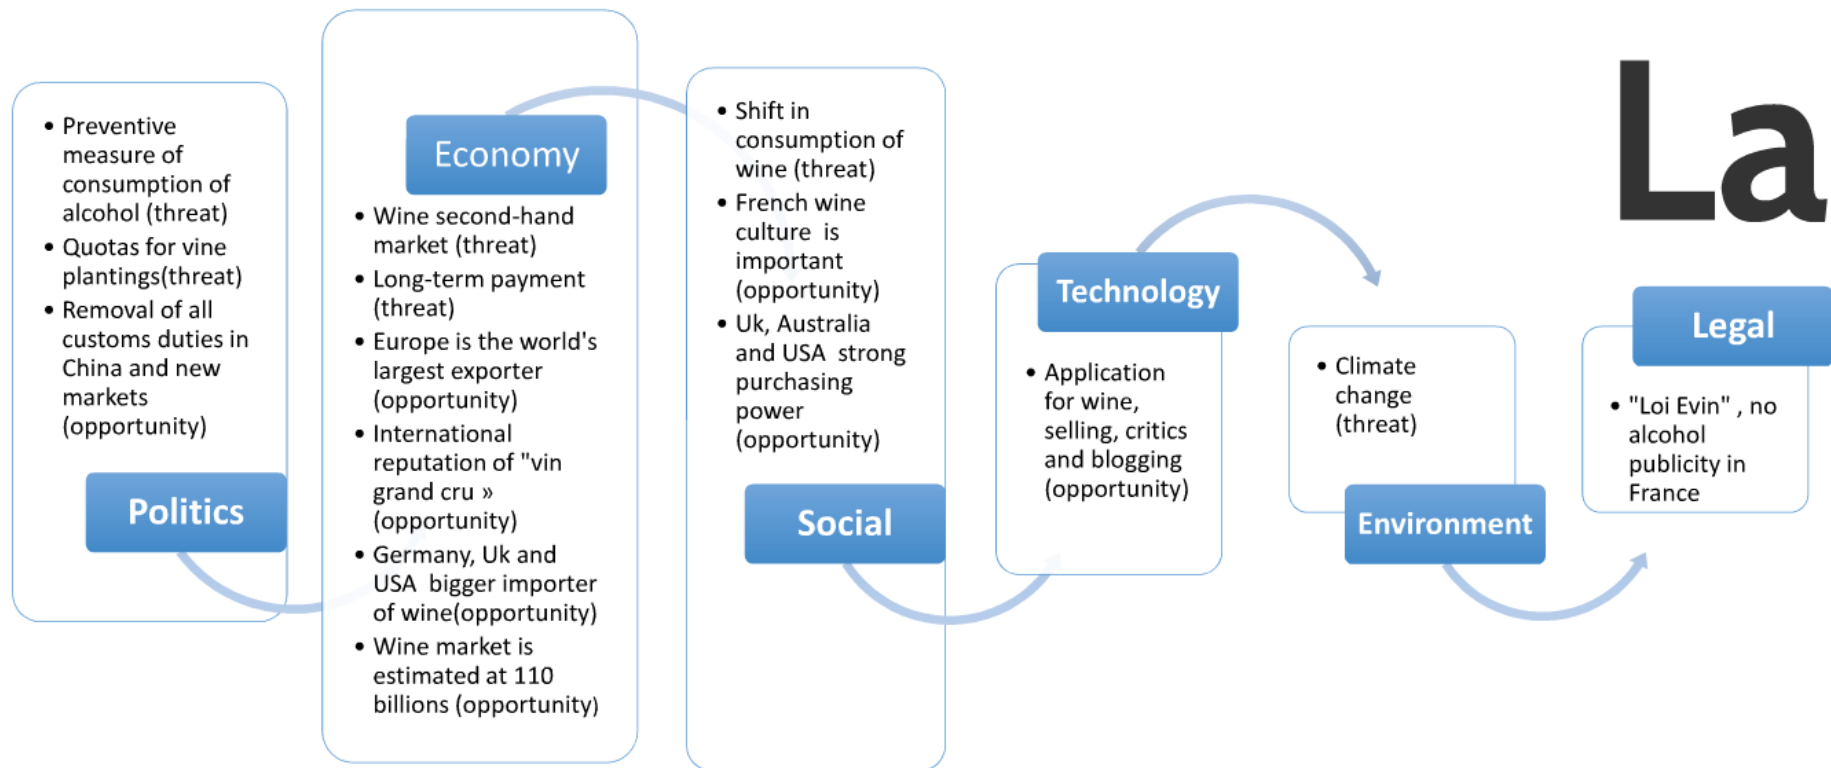 • Preventive
measure of
consumption of
alcohol (threat)
• Quotas for vine
plantings(threat)
• Removal of all
customs duties in
China and new
markets
(opportunity)
Politics
Economy
• Wine second-hand
market (threat)
• Long-term payment
(threat)
• Europe is the world's
largest exporter
(opportunity)
• International
reputation of "vin
grand cru »
(opportunity)
• Germany, Uk and
USA bigger importer
of wine(opportunity)
• Wine market is
estimated at 110
billions (opportunity)
• Shift in
consumption of
wine (threat)
• French wine
culture is
important
(opportunity)
• Uk, Australia
and USA strong
purchasing
power
(opportunity)
Social
Technology
• Application
for wine,
selling, critics
and blogging
(opportunity)
• Climate
change
(threat)
Environment
La
Legal
• "Loi Evin" , no
alcohol
publicity in
France